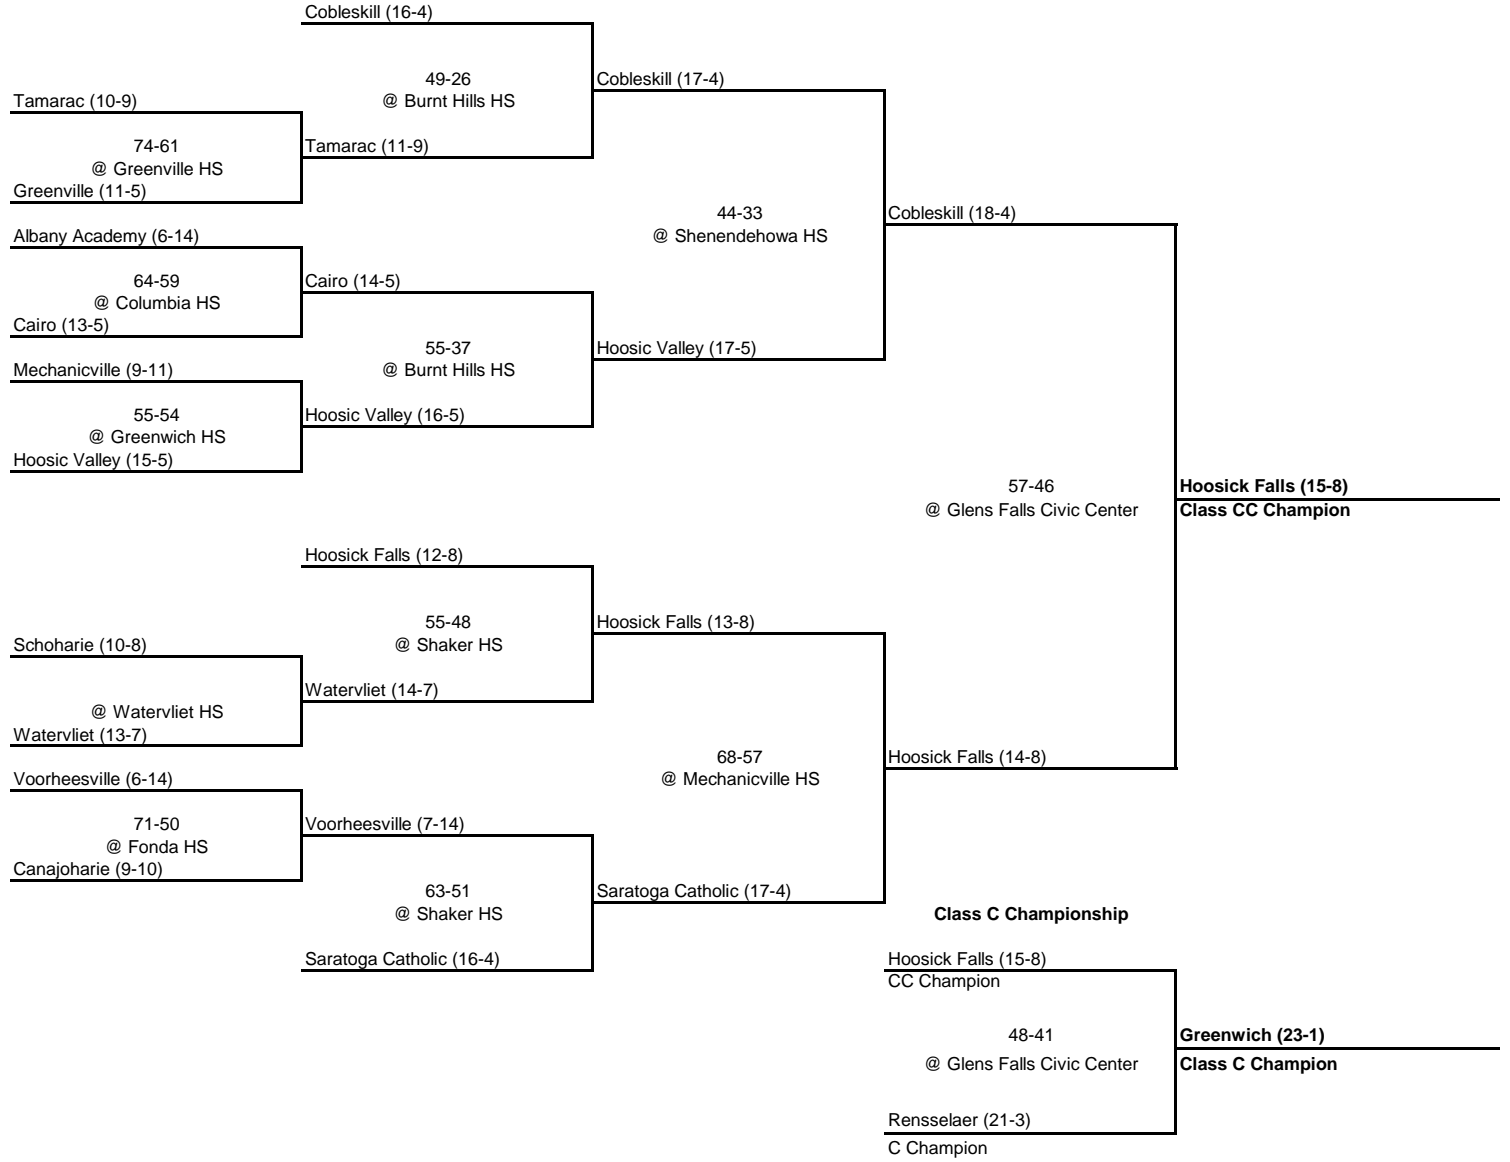 Cobleskill (16-4)
49-26
@ Burnt Hills HS
Cobleskill (17-4)
Tamarac (10-9)
74-61
@ Greenville HS
Tamarac (11-9)
Greenville (11-5)
44-33
@ Shenendehowa HS
Cobleskill (18-4)
Albany Academy (6-14)
64-59
@ Columbia HS
Cairo (14-5)
Cairo (13-5)
55-37
@ Burnt Hills HS
Hoosic Valley (17-5)
Mechanicville (9-11)
55-54
@ Greenwich HS
Hoosic Valley (16-5)
Hoosic Valley (15-5)
57-46
@ Glens Falls Civic Center
Hoosick Falls (15-8)
Class CC Champion
Hoosick Falls (12-8)
55-48
@ Shaker HS
Hoosick Falls (13-8)
Schoharie (10-8)
@ Watervliet HS
Watervliet (14-7)
Watervliet (13-7)
68-57
@ Mechanicville HS
Hoosick Falls (14-8)
Voorheesville (6-14)
71-50
@ Fonda HS
Voorheesville (7-14)
Canajoharie (9-10)
63-51
@ Shaker HS
Saratoga Catholic (17-4)
Saratoga Catholic (16-4)
Class C Championship
Hoosick Falls (15-8)
CC Champion
48-41
@ Glens Falls Civic Center
Greenwich (23-1)
Class C Champion
Rensselaer (21-3)
C Champion